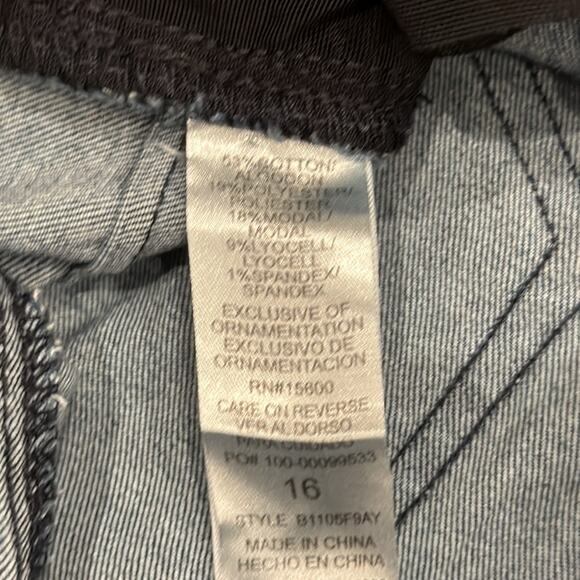 53%COTTON/
ALGODON
19%POLYESTER/
POLIESTER
18%MODAL/
MODAL
9%LYOCELL/
LYOCELL
1%SPANDEX/
SPANDEX
EXCLUSIVE OF
ORNAMENTATION
EXCLUSIVO DE
ORNAMENTACION
RN#15800
CARE ON REVERSE
VER AL DORSO
PARA CUIDADO
PO# 100-00099533
16
STYLE B1105F9AY
MADE IN CHINA
HECHO EN CHINA